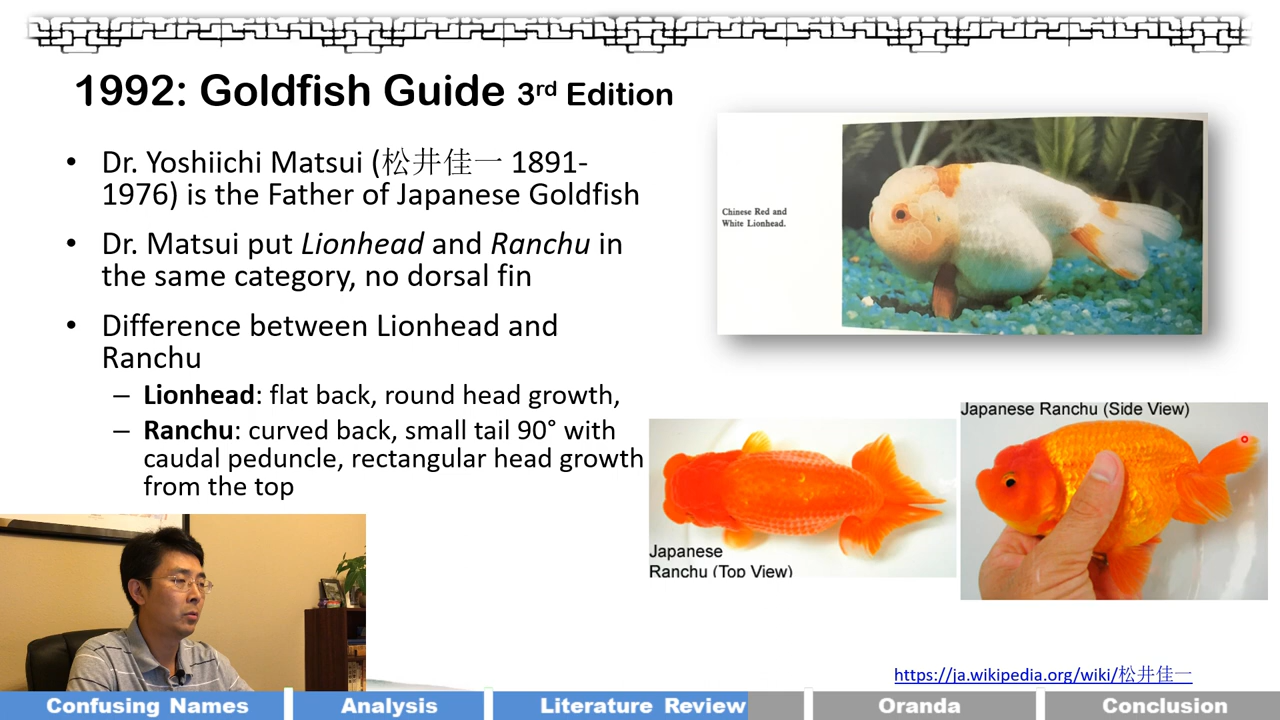 1992: Goldfish Guide 3rd Edition
• Dr. Yoshiichi Matsui (松井佳一 1891-
1976) is the Father of Japanese Goldfish
• Dr. Matsui put Lionhead and Ranchu in
the same category, no dorsal fin
• Difference between Lionhead and
Ranchu
– Lionhead: flat back, round head growth,
– Ranchu: curved back, small tail 90° with
caudal peduncle, rectangular head growth
from the top
Chinese Red and
White Lionhead.
Japanese
Ranchu (Top View)
Japanese Ranchu (Side View)
https://ja.wikipedia.org/wiki/松井佳一
Confusing Names
Analysis
Literature Review
Oranda
Conclusion